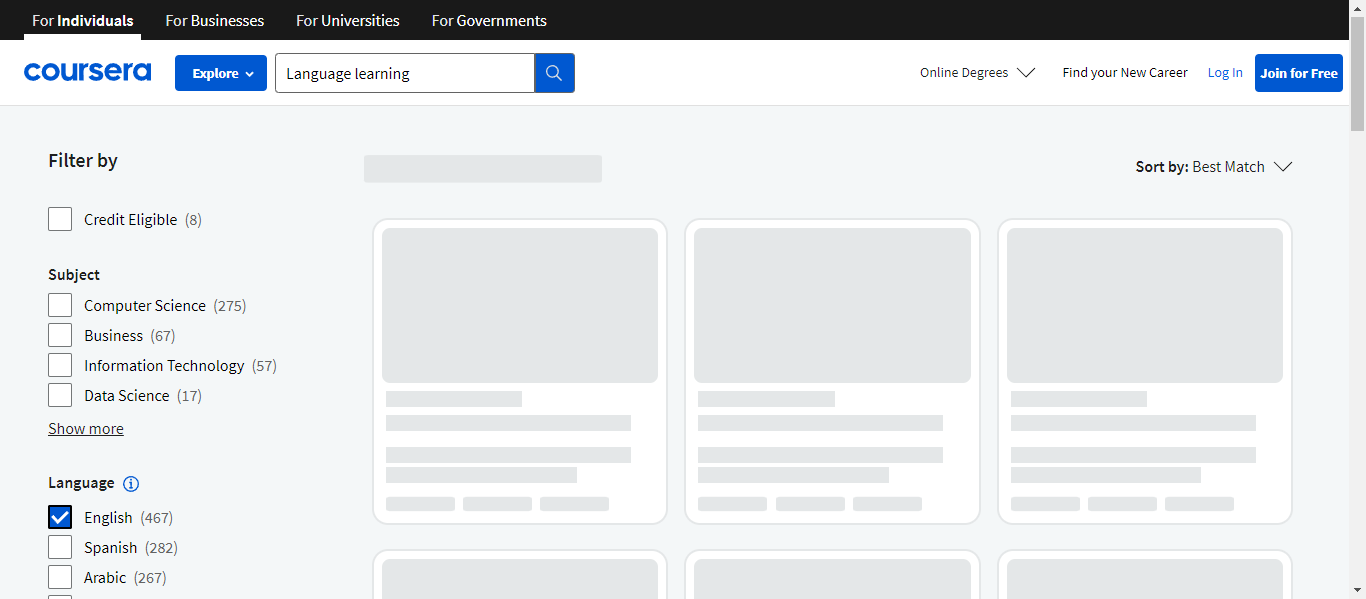 For Individuals For Businesses For Universities For Governments
coursera Explore Language learning Online Degrees Find your New Career Log In Join for Free
Filter by
Sort by: Best Match
Credit Eligible (8)
Subject
Computer Science (275)
Business (67)
Information Technology (57)
Data Science (17)
Show more
Language
English (467)
Spanish (282)
Arabic (267)